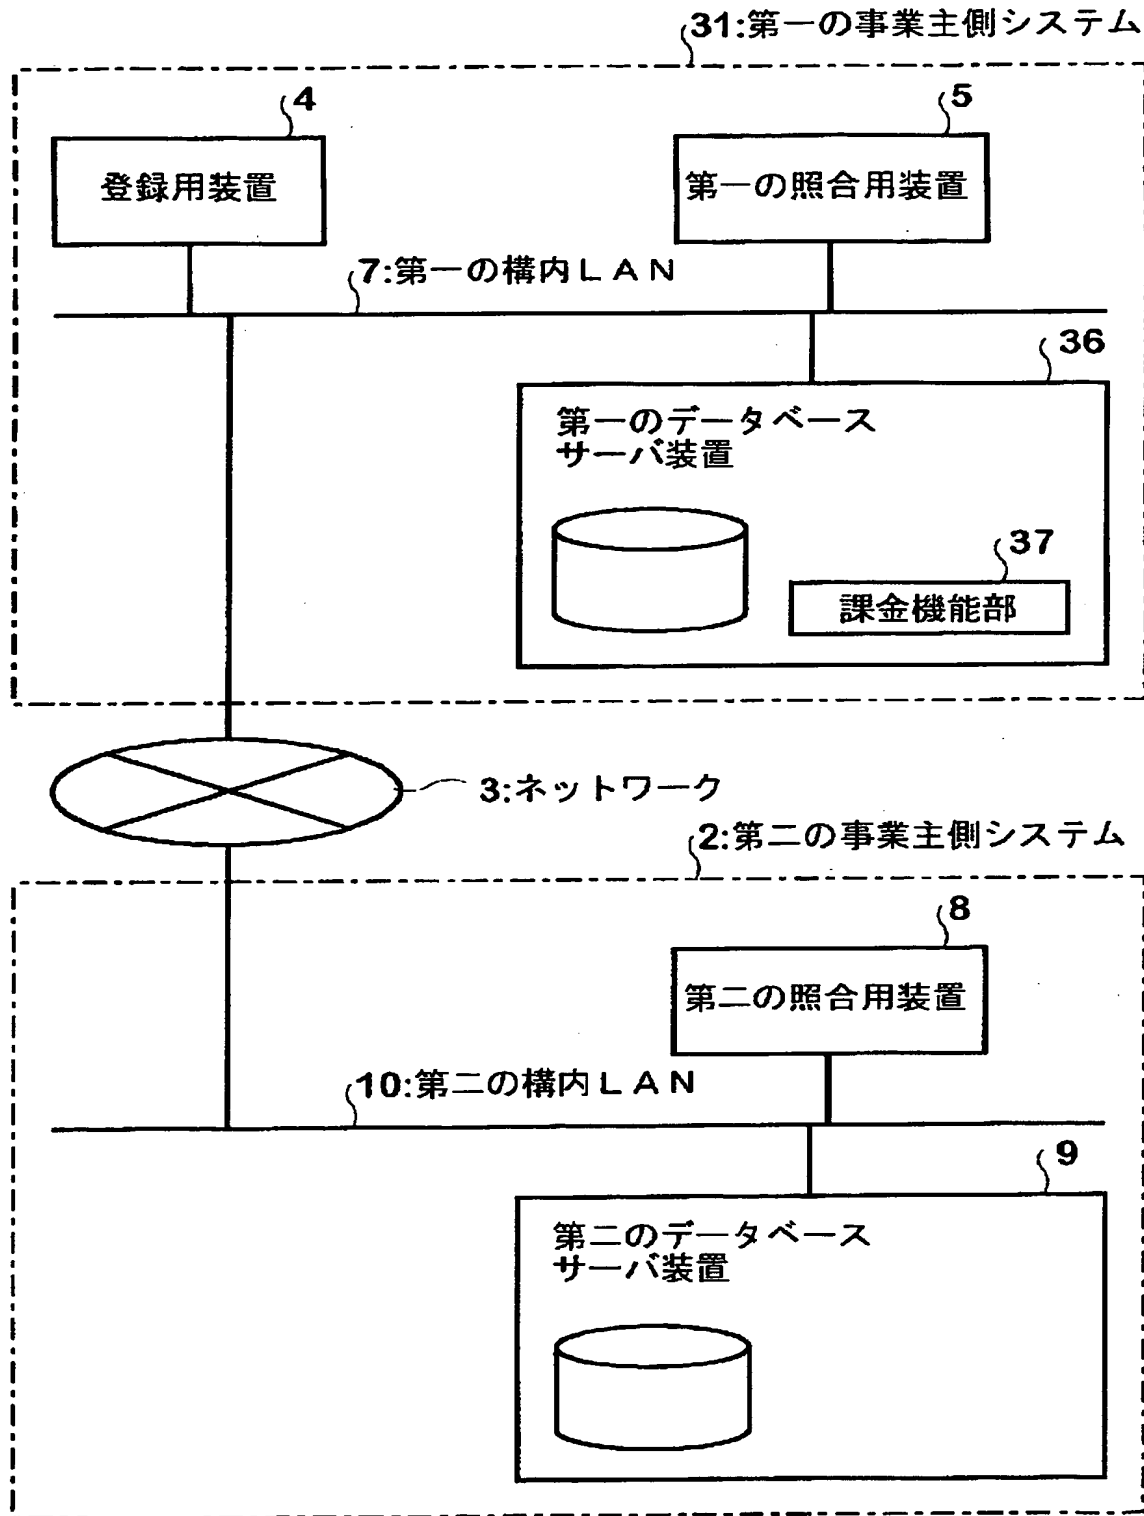 31:第一の事業主側システム
4
5
登録用装置
第一の照合用装置
7:第一の構内LAN
36
第一のデータベース
サーバ装置
37
課金機能部
3:ネットワーク
2:第二の事業主側システム
8
第二の照合用装置
10:第二の構内LAN
9
第二のデータベース
サーバ装置